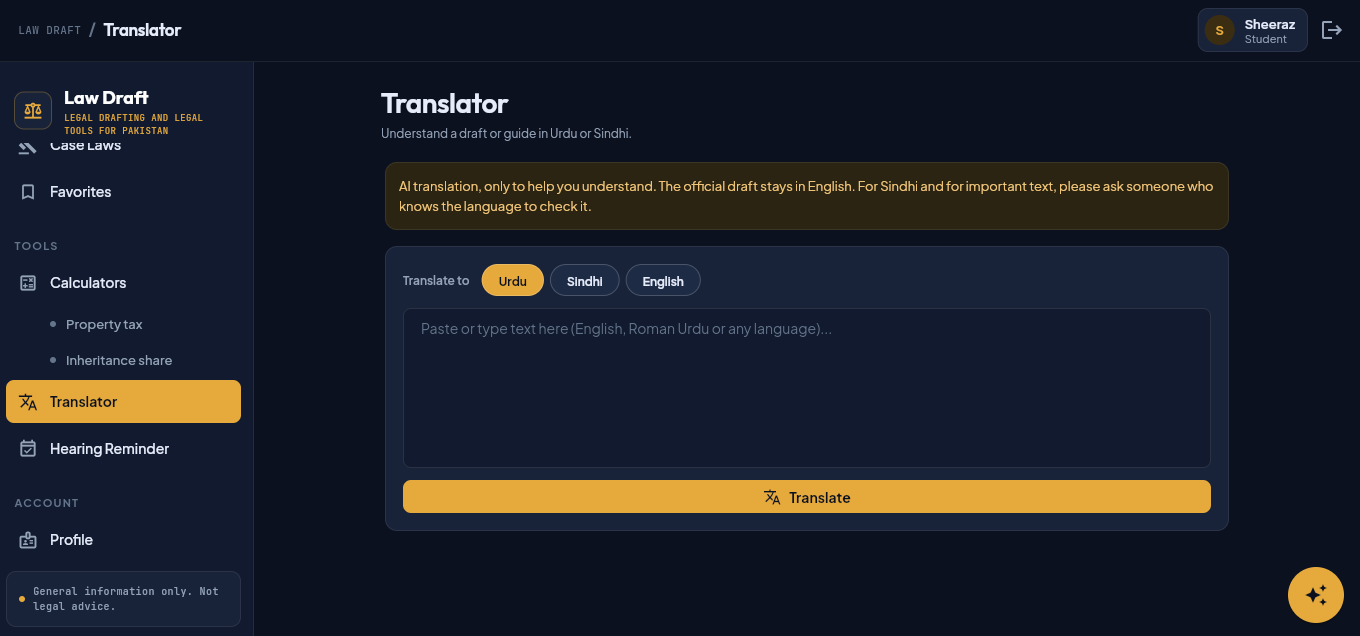 LAW DRAFT / Translator
S
Sheeraz
Student
Law Draft
LEGAL DRAFTING AND LEGAL
TOOLS FOR PAKISTAN
Case Laws
Favorites
TOOLS
Calculators
Property tax
Inheritance share
Translator
Hearing Reminder
ACCOUNT
Profile
General information only. Not
legal advice.
Translator
Understand a draft or guide in Urdu or Sindhi.
AI translation, only to help you understand. The official draft stays in English. For Sindhi and for important text, please ask someone who
knows the language to check it.
Translate to Urdu Sindhi English
Paste or type text here (English, Roman Urdu or any language)...
Translate